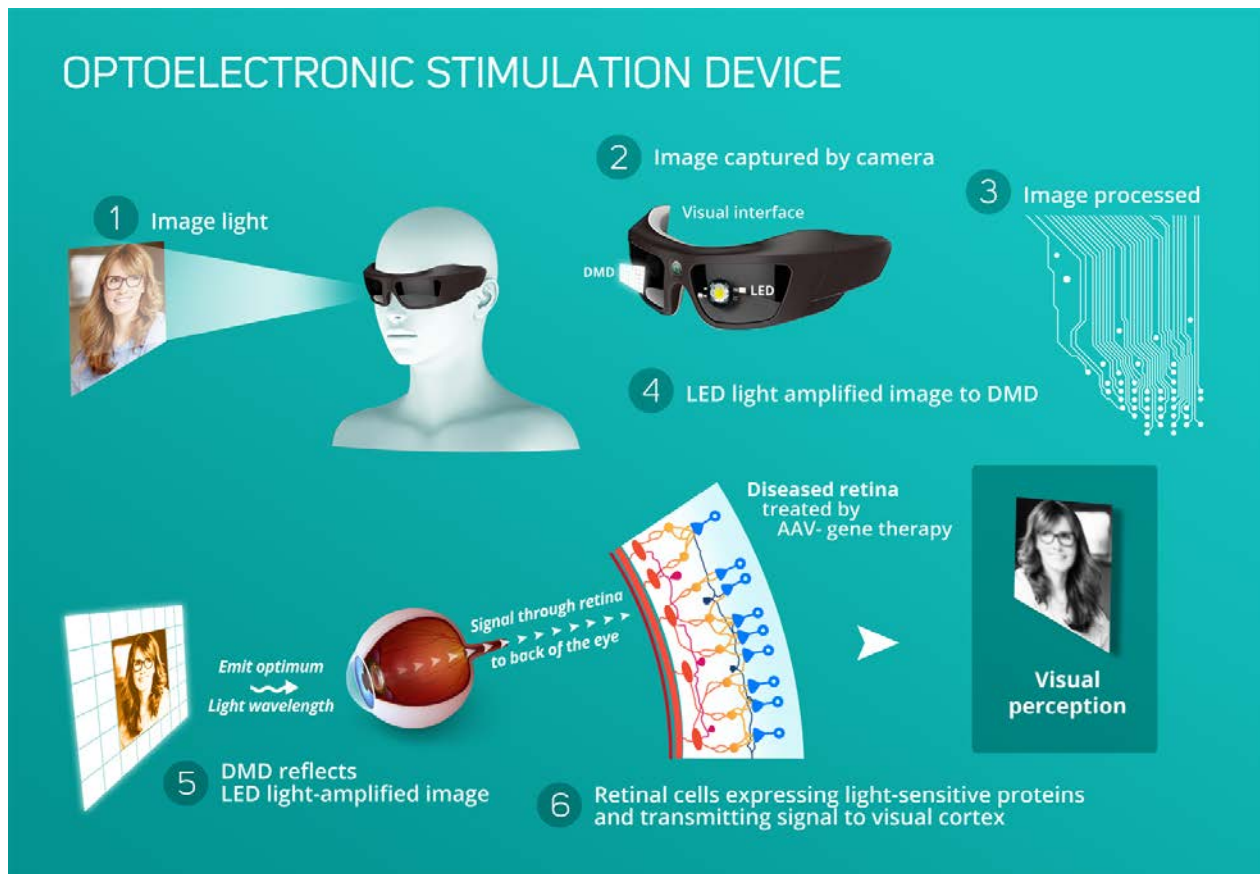 OPTOELECTRONIC STIMULATION DEVICE
1 Image light
2 Image captured by camera
Visual interface
DMD
LED
3 Image processed
4 LED light amplified image to DMD
Emit optimum
Light wavelength
5 DMD reflects
LED light-amplified image
Signal through retina
to back of the eye
Diseased retina
treated by
AAV- gene therapy
6 Retinal cells expressing light-sensitive proteins
and transmitting signal to visual cortex
Visual
perception